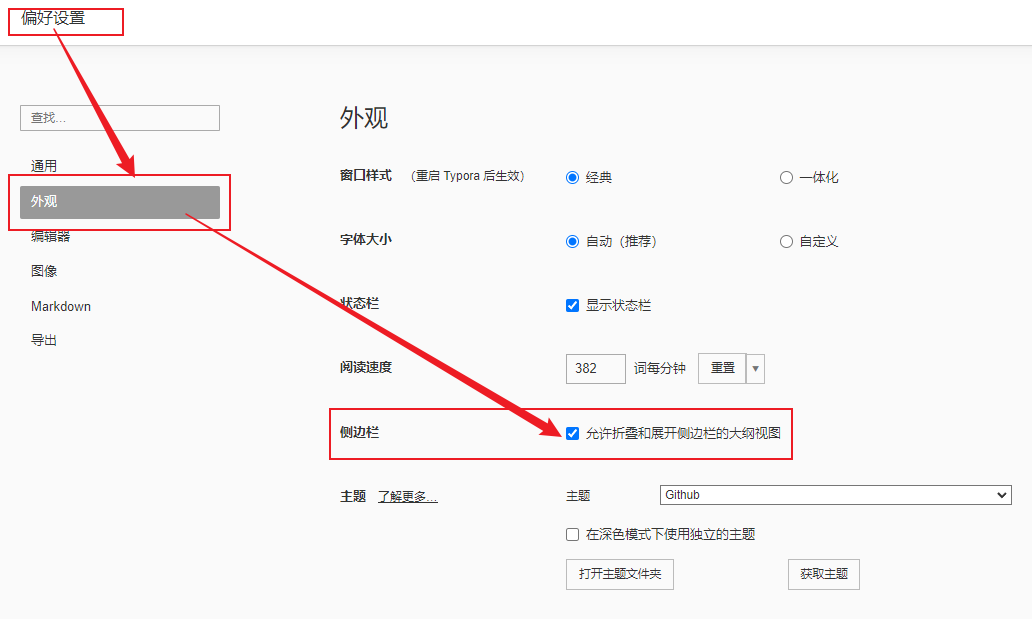 偏好设置
查找...
通用
外观
编辑器
图像
Markdown
导出
外观
窗口样式 （重启 Typora 后生效） 经典 一体化
字体大小 自动（推荐） 自定义
状态栏 显示状态栏
阅读速度 382 词每分钟 重置
侧边栏 允许折叠和展开侧边栏的大纲视图
主题 了解更多... 主题 Github
在深色模式下使用独立的主题
打开主题文件夹 获取主题